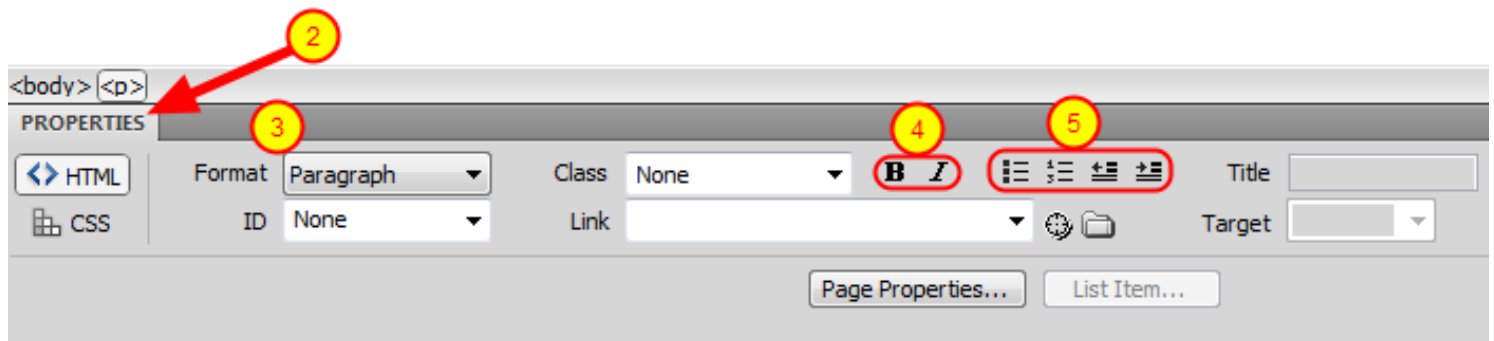 2
<body> <p>
PROPERTIES
3 4 5
HTML Format Paragraph Class None B I Title
CSS ID None Link Target
Page Properties... List Item...